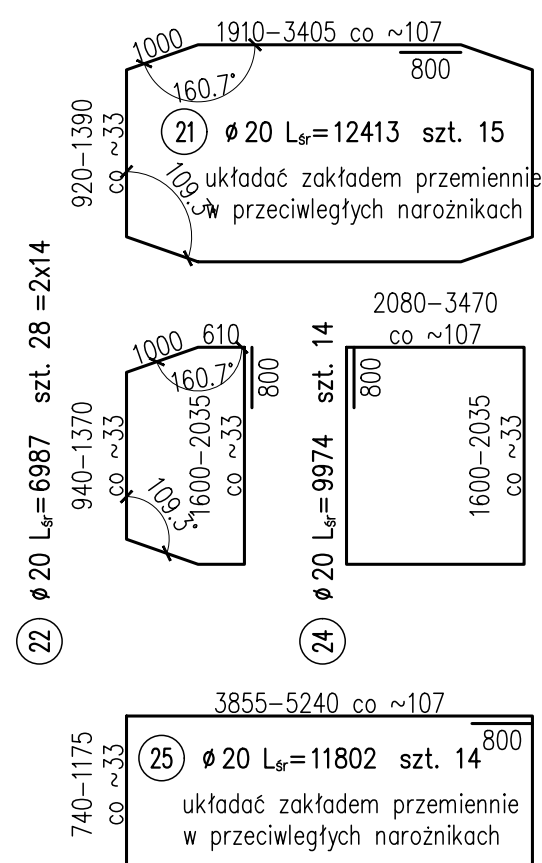 1910-3405 co ~107
1000
800
160.7°
920-1390
co ~33
21 ø20 Lśr=12413 szt. 15
układać zakładem przemiennie
w przeciwległych narożnikach
109.3°
22 ø20 Lśr=6987 szt. 28 =2x14
1000
610
160.7°
800
940-1370
co ~33
1600-2035
co ~33
109.3°
24 ø20 Lśr=9974 szt. 14
2080-3470
co ~107
800
1600-2035
co ~33
3855-5240 co ~107
800
740-1175
co ~33
25 ø20 Lśr=11802 szt. 14
układać zakładem przemiennie
w przeciwległych narożnikach